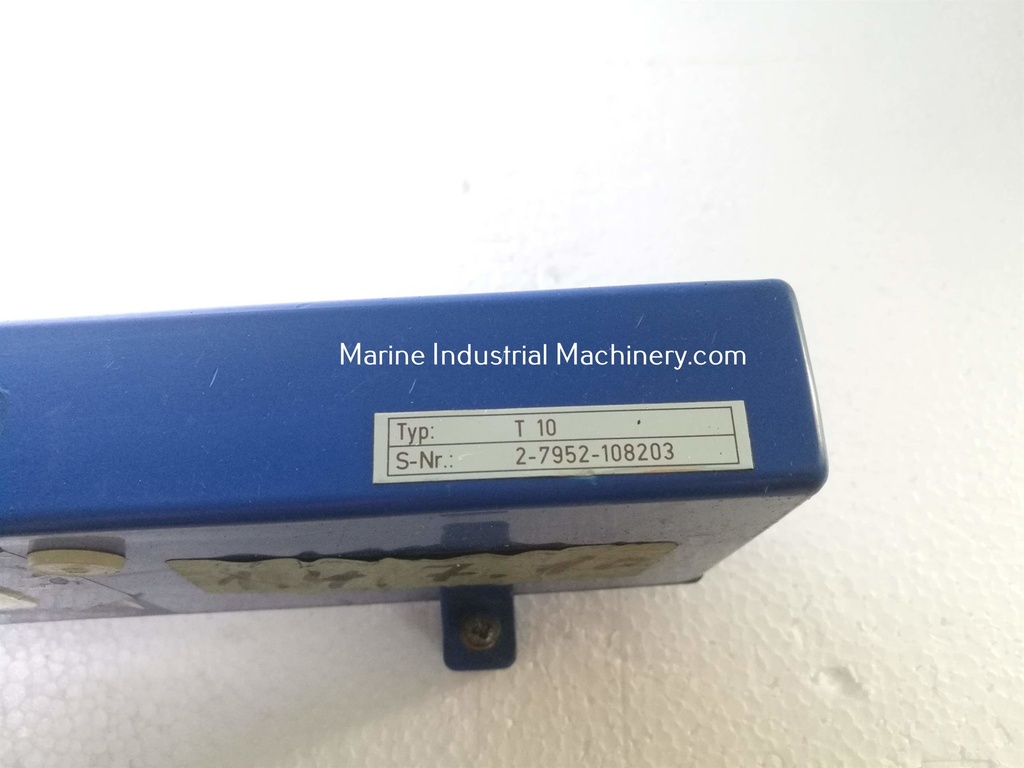 Marine Industrial Machinery.com
Typ: T 10
S-Nr.: 2-7952-108203